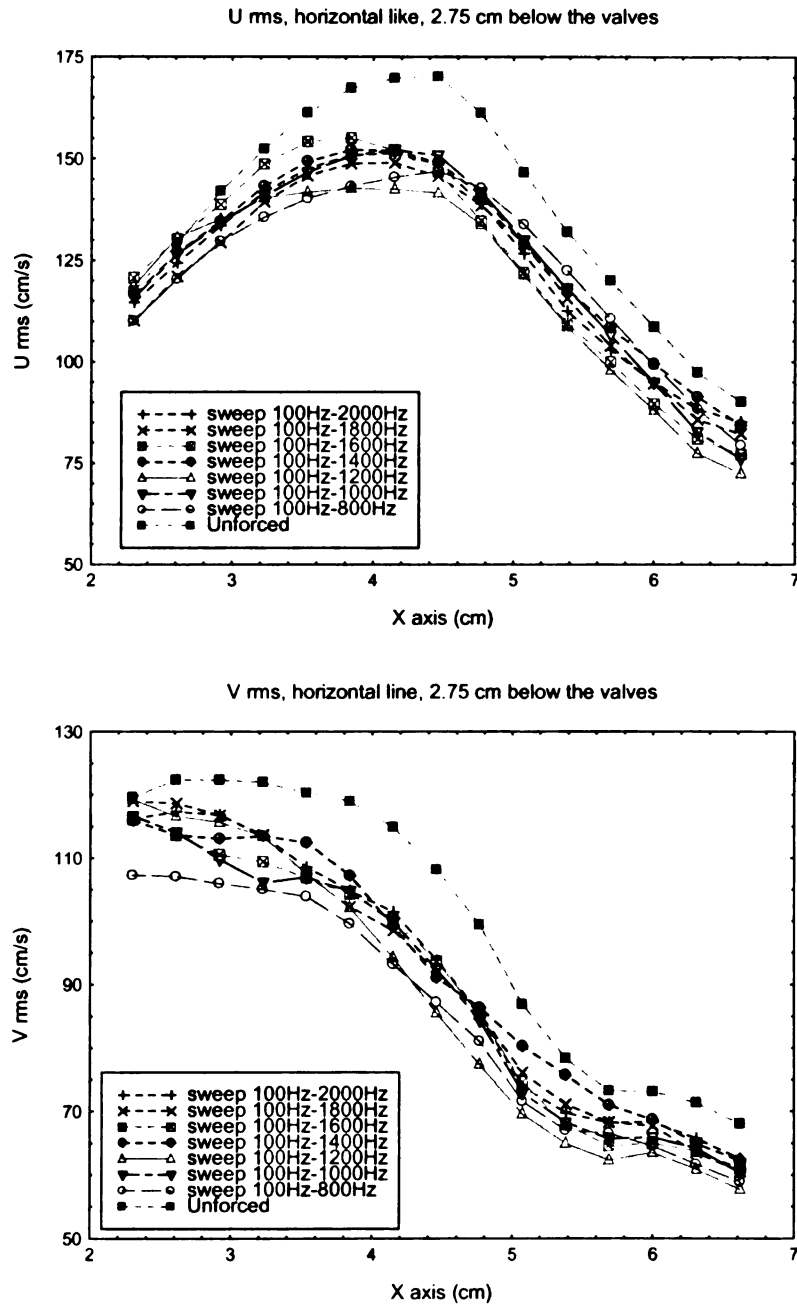 U rms, horizontal like, 2.75 cm below the valves
175
150
125
100
75
50
U rms (cm/s)
sweep 100Hz-2000Hz
sweep 100Hz-1800Hz
sweep 100Hz-1600Hz
sweep 100Hz-1400Hz
sweep 100Hz-1200Hz
sweep 100Hz-1000Hz
sweep 100Hz-800Hz
Unforced
2 3 4 5 6 7
X axis (cm)
V rms, horizontal line, 2.75 cm below the valves
130
110
90
70
50
V rms (cm/s)
sweep 100Hz-2000Hz
sweep 100Hz-1800Hz
sweep 100Hz-1600Hz
sweep 100Hz-1400Hz
sweep 100Hz-1200Hz
sweep 100Hz-1000Hz
sweep 100Hz-800Hz
Unforced
2 3 4 5 6 7
X axis (cm)